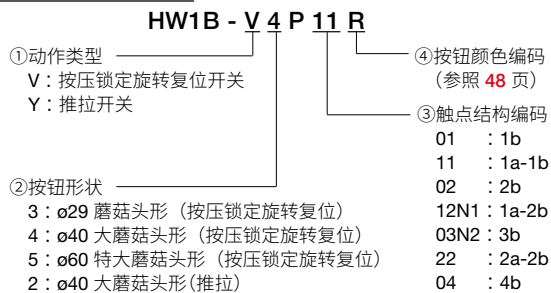 HW1B - V 4 P 11 R
①动作类型
V：按压锁定旋转复位开关
Y：推拉开关
②按钮形状
3：ø29 蘑菇头形（按压锁定旋转复位）
4：ø40 大蘑菇头形（按压锁定旋转复位）
5：ø60 特大蘑菇头形（按压锁定旋转复位）
2：ø40 大蘑菇头形(推拉)
④按钮颜色编码
（参照 48 页）
③触点结构编码
01 ：1b
11 ：1a-1b
02 ：2b
12N1：1a-2b
03N2：3b
22 ：2a-2b
04 ：4b